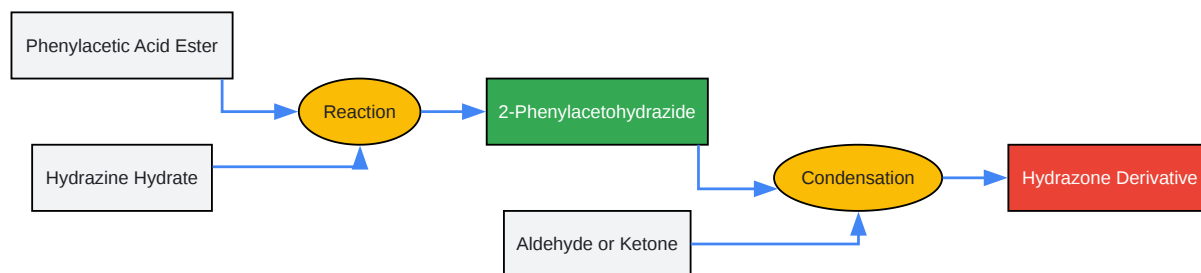 Phenylacetic Acid Ester
Reaction
2-Phenylacetohydrazide
Hydrazine Hydrate
Condensation
Hydrazone Derivative
Aldehyde or Ketone